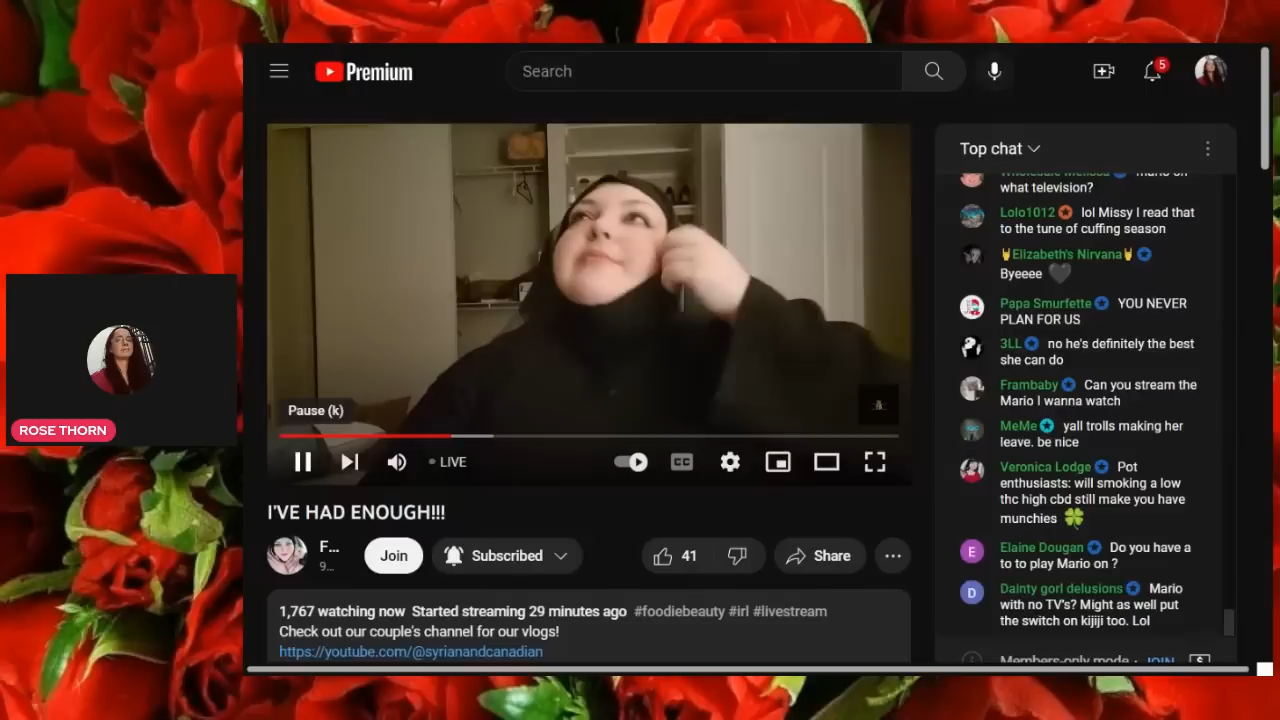 Premium
Search
5
Top chat
what television?
Lolo1012 lol Missy I read that
to the tune of cuffing season
Elizabeth's Nirvana
Byeeee
Papa Smurfette YOU NEVER
PLAN FOR US
3LL no he's definitely the best
she can do
Frambaby Can you stream the
Mario I wanna watch
MeMe yall trolls making her
leave. be nice
Veronica Lodge Pot
enthusiasts: will smoking a low
thc high cbd still make you have
munchies
E Elaine Dougan Do you have a
to to play Mario on ?
D Dainty gorl delusions Mario
with no TV's? Might as well put
the switch on kijiji too. Lol
Members-only mode · JOIN
ROSE THORN
Pause (k)
LIVE
CC
I'VE HAD ENOUGH!!!
F...
9...
Join
Subscribed
41
Share
1,767 watching now Started streaming 29 minutes ago #foodiebeauty #irl #livestream
Check out our couple's channel for our vlogs!
https://youtube.com/@syrianandcanadian